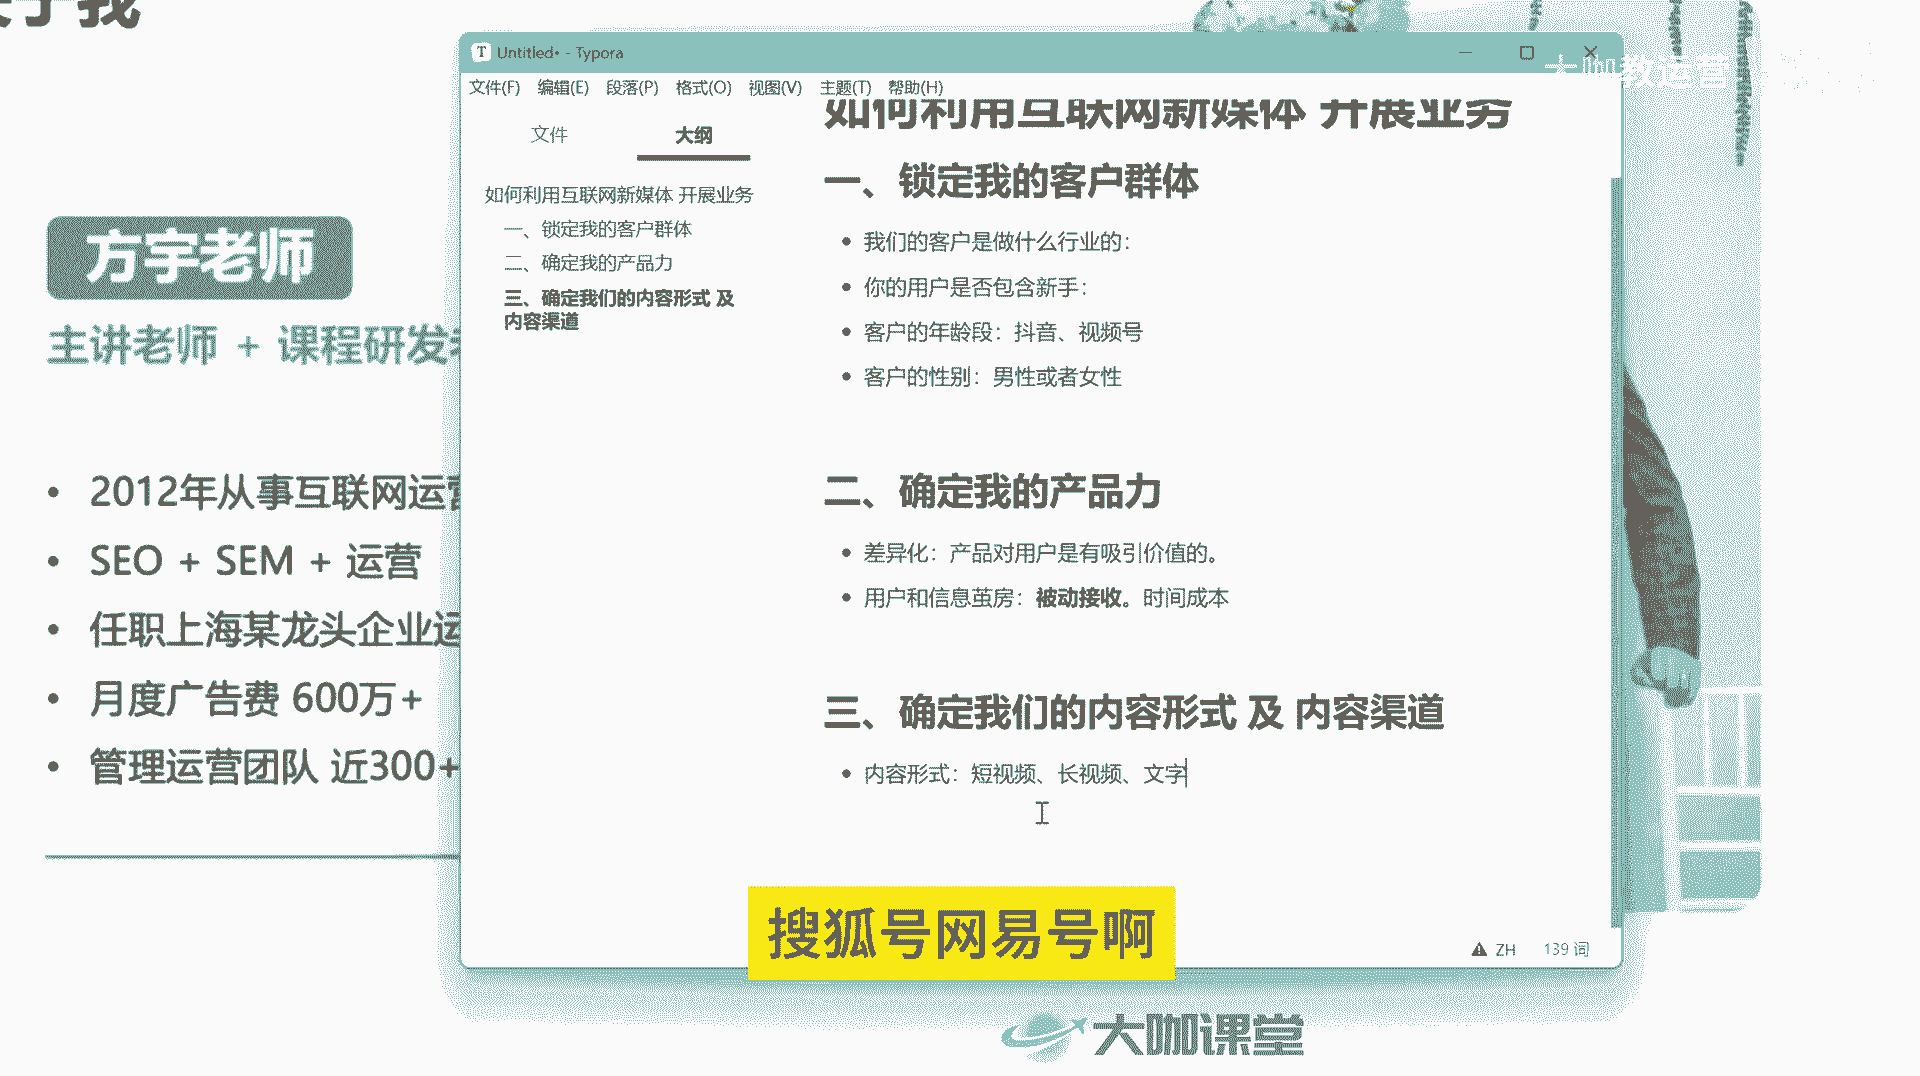 关于我
大咖教运营
Untitled• - Typora
文件(F) 编辑(E) 段落(P) 格式(O) 视图(V) 主题(T) 帮助(H)
文件 大纲
如何利用互联网新媒体 开展业务
一、锁定我的客户群体
二、确定我的产品力
三、确定我们的内容形式 及
内容渠道
如何利用互联网新媒体 开展业务
一、锁定我的客户群体
• 我们的客户是做什么行业的:
• 你的用户是否包含新手:
• 客户的年龄段：抖音、视频号
• 客户的性别：男性或者女性
二、确定我的产品力
• 差异化：产品对用户是有吸引价值的。
• 用户和信息茧房：被动接收。时间成本
三、确定我们的内容形式 及 内容渠道
• 内容形式：短视频、长视频、文字
ZH 139 词
方宇老师
主讲老师 + 课程研发
• 2012年从事互联网运营
• SEO + SEM + 运营
• 任职上海某龙头企业运
• 月度广告费 600万+
• 管理运营团队 近300+
搜狐号网易号啊
大咖课堂